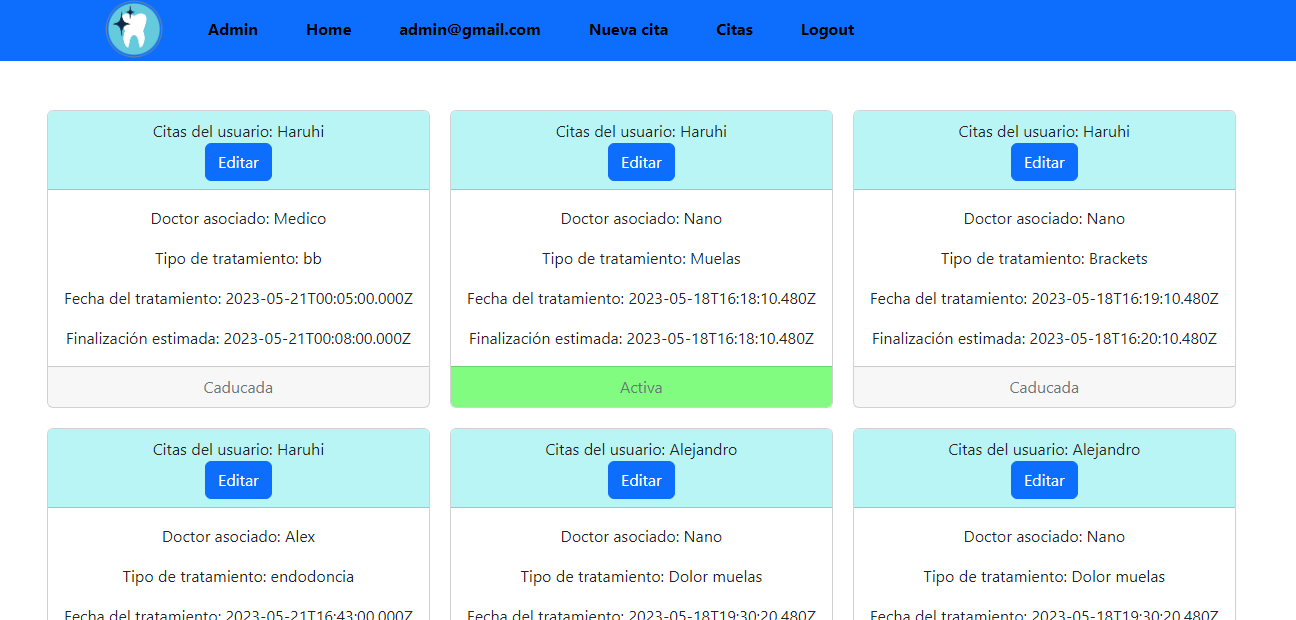 Admin Home admin@gmail.com Nueva cita Citas Logout
Citas del usuario: Haruhi
Editar
Doctor asociado: Medico
Tipo de tratamiento: bb
Fecha del tratamiento: 2023-05-21T00:05:00.000Z
Finalización estimada: 2023-05-21T00:08:00.000Z
Caducada
Citas del usuario: Haruhi
Editar
Doctor asociado: Nano
Tipo de tratamiento: Muelas
Fecha del tratamiento: 2023-05-18T16:18:10.480Z
Finalización estimada: 2023-05-18T16:18:10.480Z
Activa
Citas del usuario: Haruhi
Editar
Doctor asociado: Nano
Tipo de tratamiento: Brackets
Fecha del tratamiento: 2023-05-18T16:19:10.480Z
Finalización estimada: 2023-05-18T16:20:10.480Z
Caducada
Citas del usuario: Haruhi
Editar
Doctor asociado: Alex
Tipo de tratamiento: endodoncia
Fecha del tratamiento: 2023-05-21T16:43:00.000Z
Citas del usuario: Alejandro
Editar
Doctor asociado: Nano
Tipo de tratamiento: Dolor muelas
Fecha del tratamiento: 2023-05-18T19:30:20.480Z
Citas del usuario: Alejandro
Editar
Doctor asociado: Nano
Tipo de tratamiento: Dolor muelas
Fecha del tratamiento: 2023-05-18T19:30:20.480Z